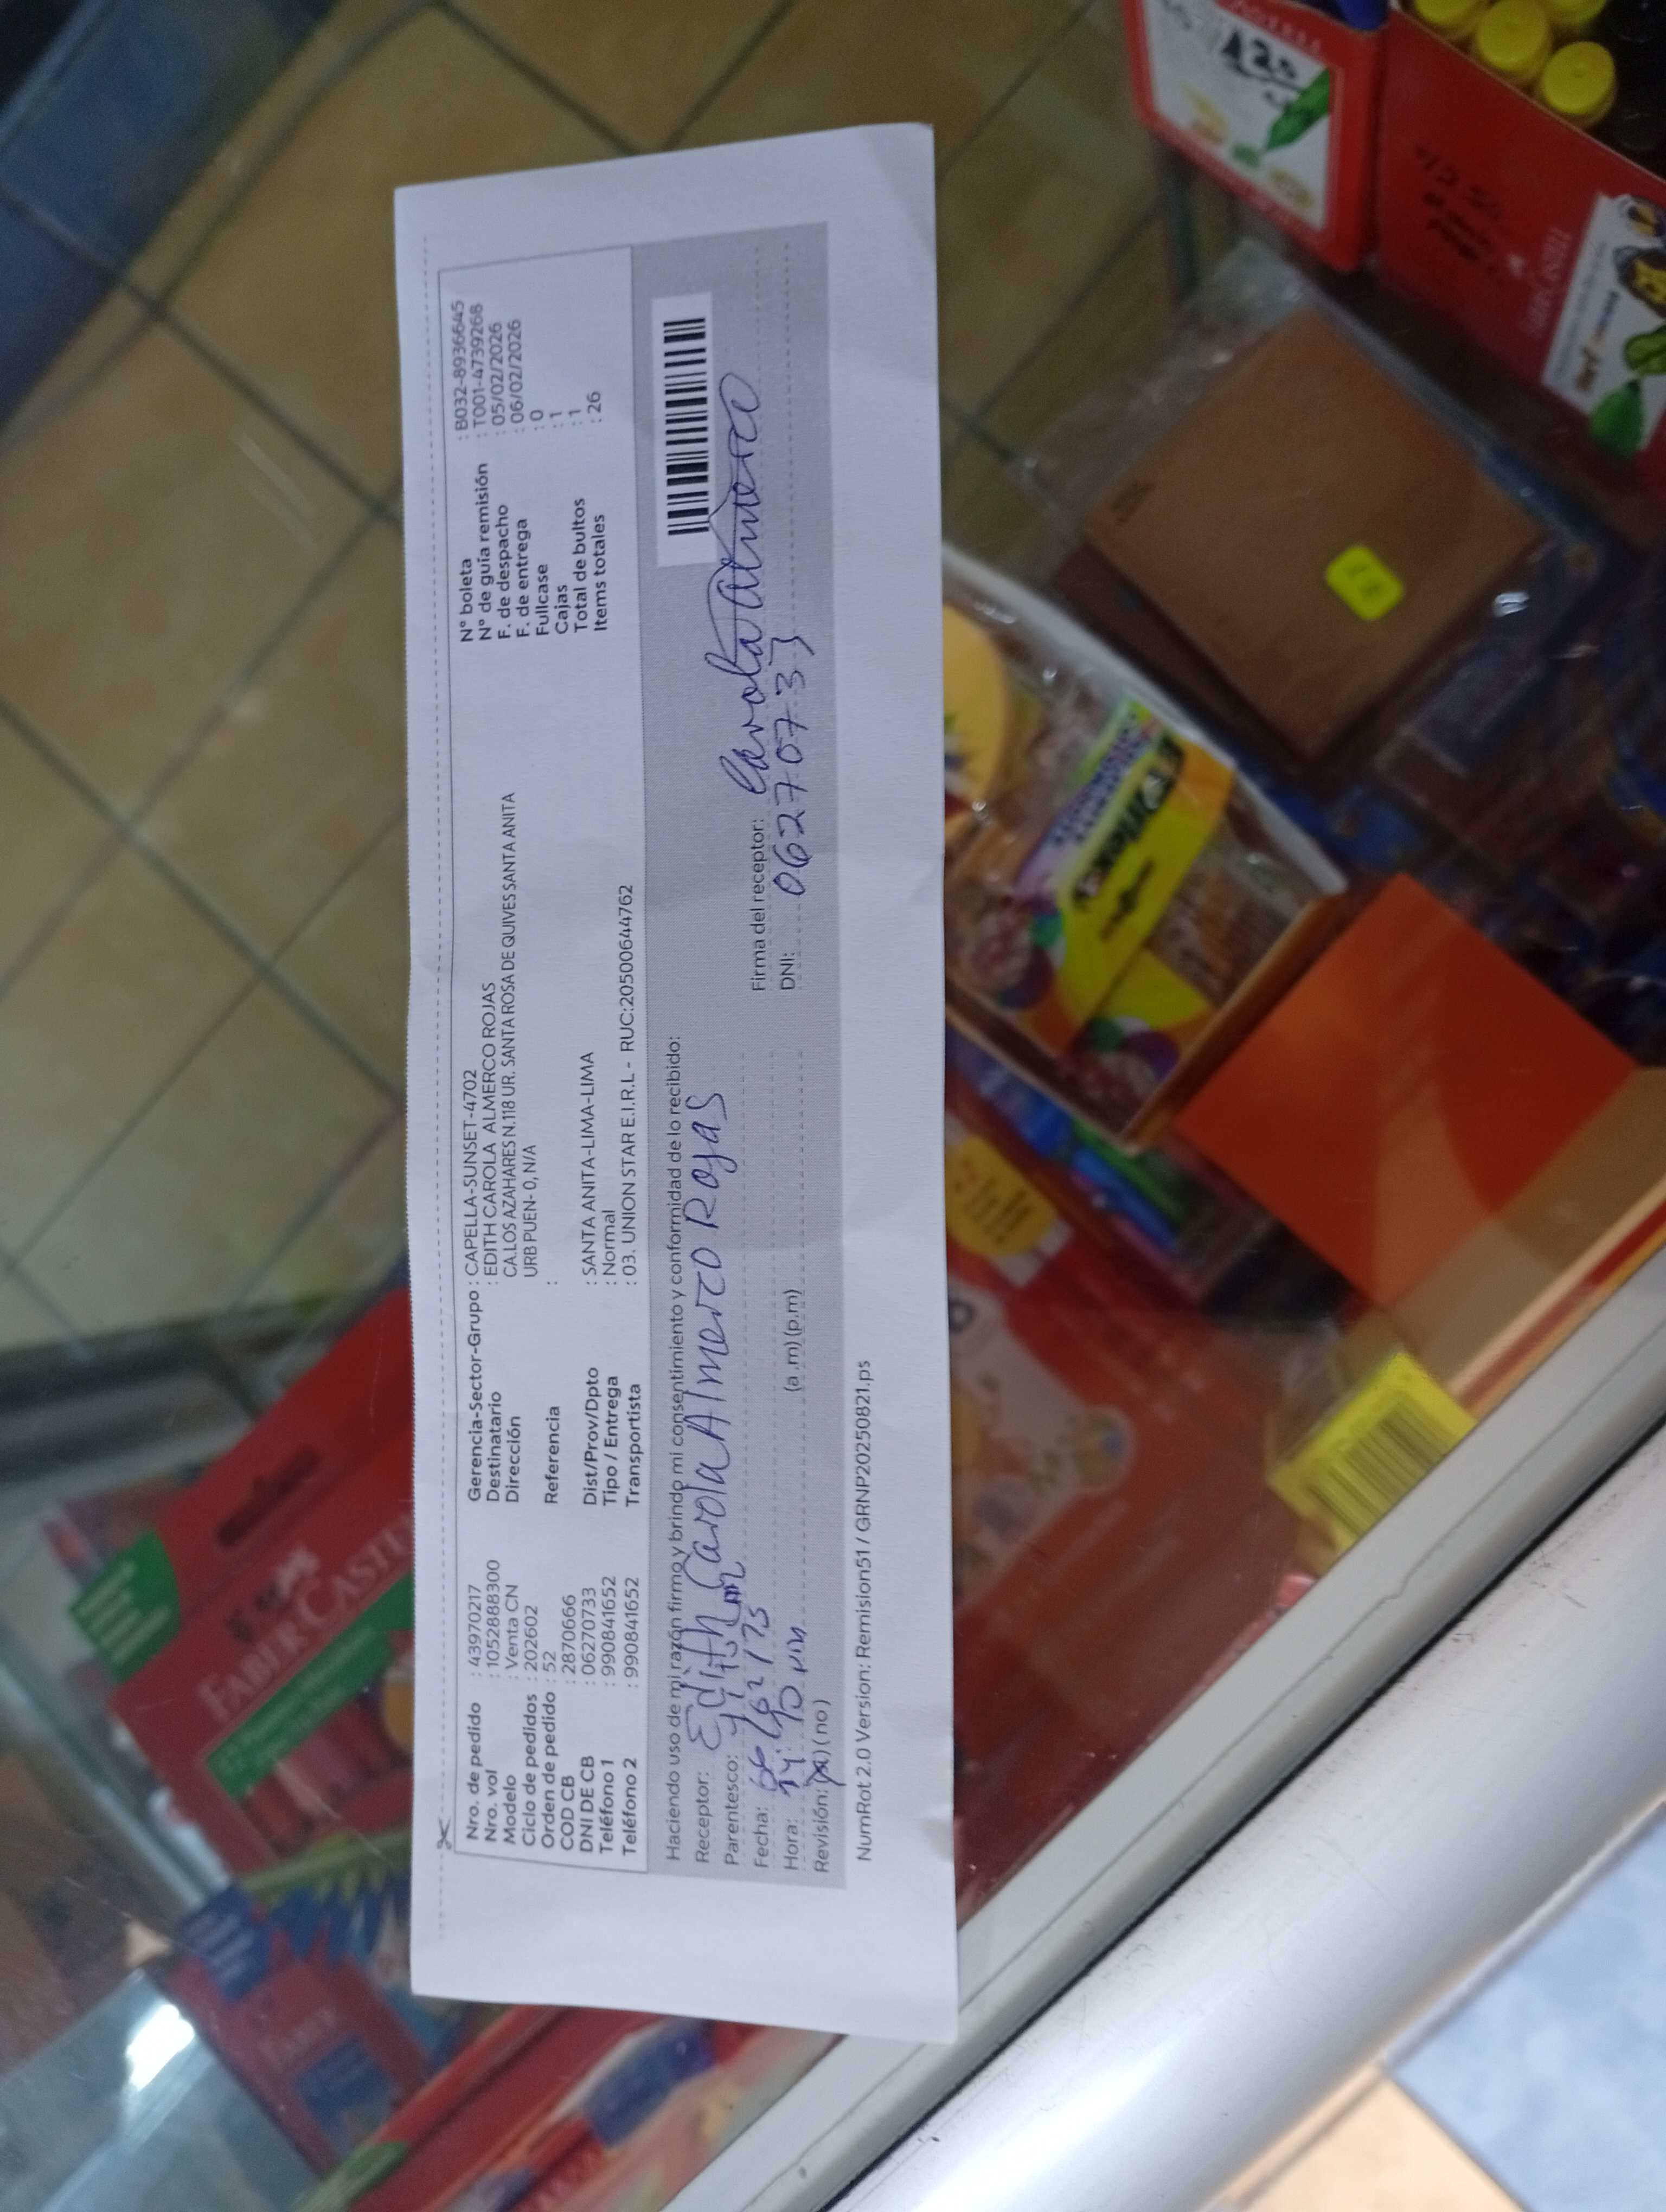 Nro. de pedido : 43970217
Nro. vol : 1052888300
Modelo : Venta CN
Ciclo de pedidos : 202602
Orden de pedido : 52
COD CB : 2870666
DNI DE CB : 06270733
Teléfono 1 : 990841652
Teléfono 2 : 990841652
Gerencia-Sector-Grupo : CAPELLA-SUNSET-4702
Destinatario : EDITH CAROLA ALMERCO ROJAS
Dirección CA.LOS AZAHARES N.118 UR. SANTA ROSA DE QUIVES SANTA ANITA
URB PUEN- 0, N/A
Referencia :
Dist/Prov/Dpto : SANTA ANITA-LIMA-LIMA
Tipo / Entrega : Normal
Transportista : 03. UNION STAR E.I.R.L - RUC:20500644762
N° boleta : B032-8936645
N° de guía remisión : T001-4739268
F. de despacho : 05/02/2026
F. de entrega : 06/02/2026
Fullcase : 0
Cajas : 1
Total de bultos : 1
Items totales : 26
Haciendo uso de mi razón firmo y brindo mi consentimiento y conformidad de lo recibido:
Receptor: Edith Carola Almerco Rojas
Parentesco:
Fecha:
Hora: (a.m) (p.m)
Revisión: (no)
Firma del receptor: Carola Almerco
DNI: 06270733
NumRot 2.0 Version: Remision51 / GRNP20250821.ps
FABER CASTELL
FABER